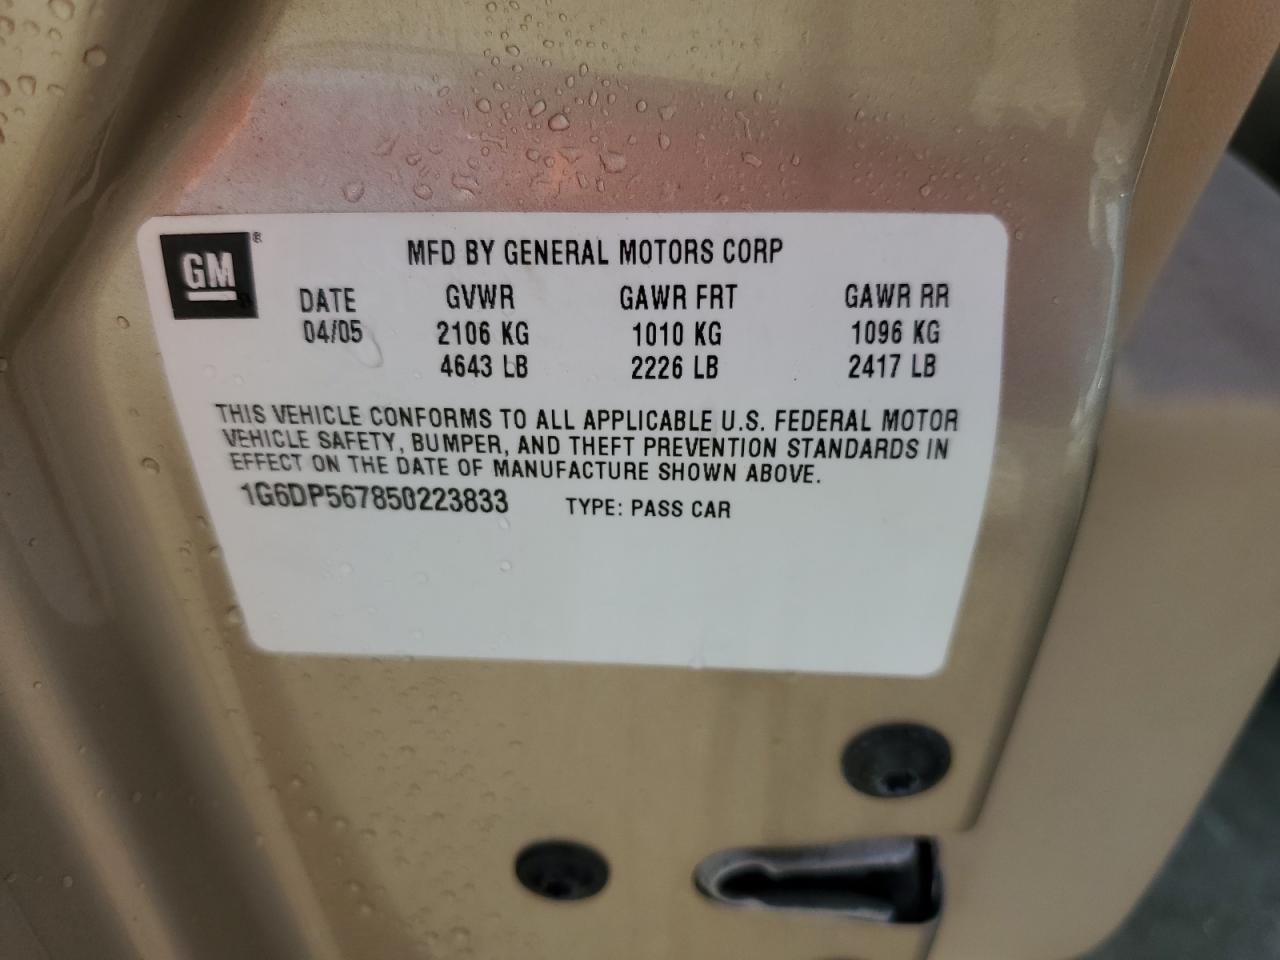 GM ®
MFD BY GENERAL MOTORS CORP
DATE GVWR GAWR FRT GAWR RR
04/05 2106 KG 1010 KG 1096 KG
4643 LB 2226 LB 2417 LB
THIS VEHICLE CONFORMS TO ALL APPLICABLE U.S. FEDERAL MOTOR
VEHICLE SAFETY, BUMPER, AND THEFT PREVENTION STANDARDS IN
EFFECT ON THE DATE OF MANUFACTURE SHOWN ABOVE.
1G6DP567850223833 TYPE: PASS CAR